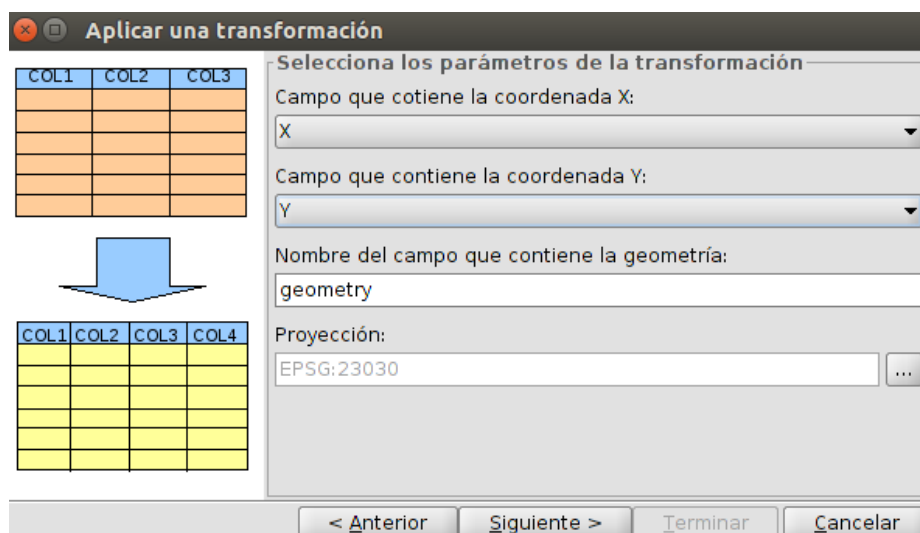 Aplicar una transformación
COL1 COL2 COL3
COL1 COL2 COL3 COL4
Selecciona los parámetros de la transformación
Campo que cotiene la coordenada X:
X
Campo que contiene la coordenada Y:
Y
Nombre del campo que contiene la geometría:
geometry
Proyección:
EPSG:23030
...
< Anterior Siguiente > Terminar Cancelar